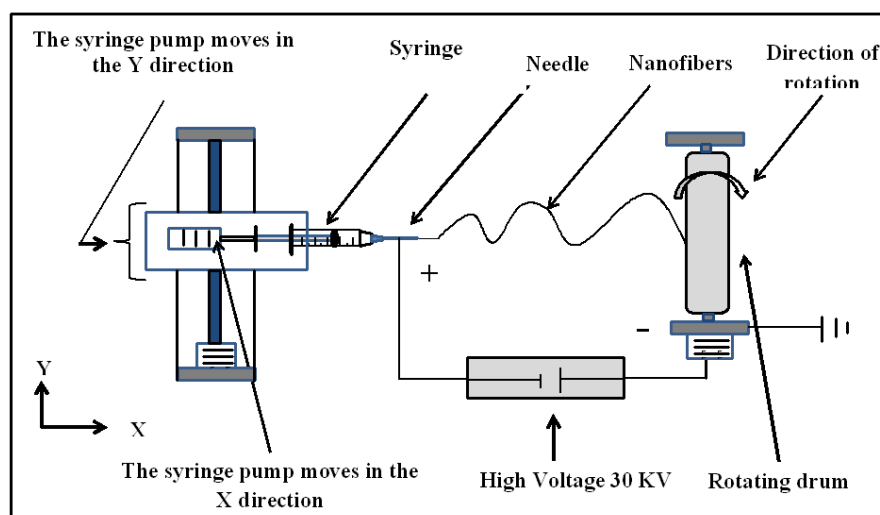 The syringe pump moves in
the Y direction
Syringe
Needle
Nanofibers
Direction of
rotation
+
-
Y
X
The syringe pump moves in the
X direction
High Voltage 30 KV
Rotating drum